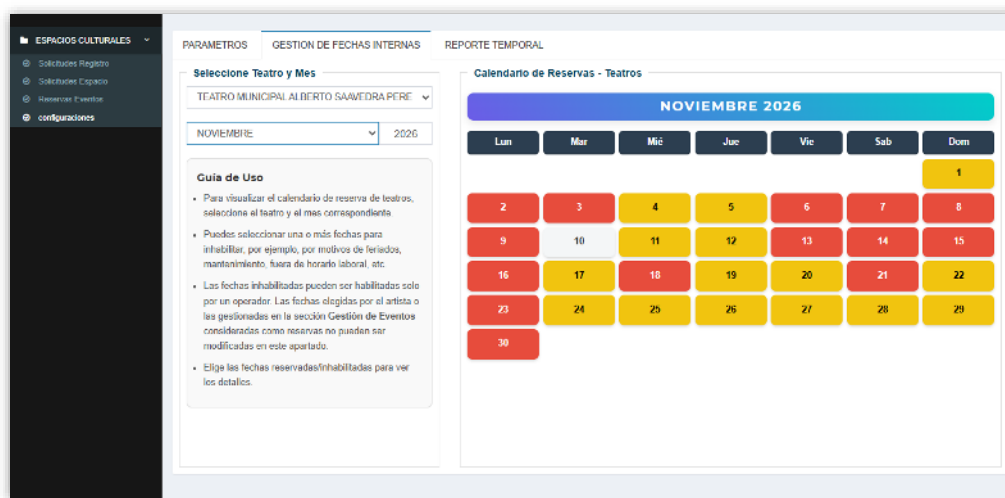 ESPACIOS CULTURALES
Solicitudes Registro
Solicitudes Espacio
Reservas Eventos
configuraciones
PARAMETROS GESTION DE FECHAS INTERNAS REPORTE TEMPORAL
Seleccione Teatro y Mes
TEATRO MUNICIPAL ALBERTO SAAVEDRA PERE
NOVIEMBRE 2026
Guía de Uso
Para visualizar el calendario de reserva de teatros,
seleccione el teatro y el mes correspondiente.
Puedes seleccionar una o más fechas para
inhabilitar, por ejemplo, por motivos de feriados,
mantenimiento, fuera de horario laboral, etc.
Las fechas inhabilitadas pueden ser habilitadas solo
por un operador. Las fechas elegidas por el artista o
las gestionadas en la sección Gestión de Eventos
consideradas como reservas no pueden ser
modificadas en este apartado.
Elige las fechas reservadas/inhabilitadas para ver
los detalles.
Calendario de Reservas - Teatros
NOVIEMBRE 2026
Lun Mar Mié Jue Vie Sab Dom
1
2 3 4 5 6 7 8
9 10 11 12 13 14 15
16 17 18 19 20 21 22
23 24 25 26 27 28 29
30